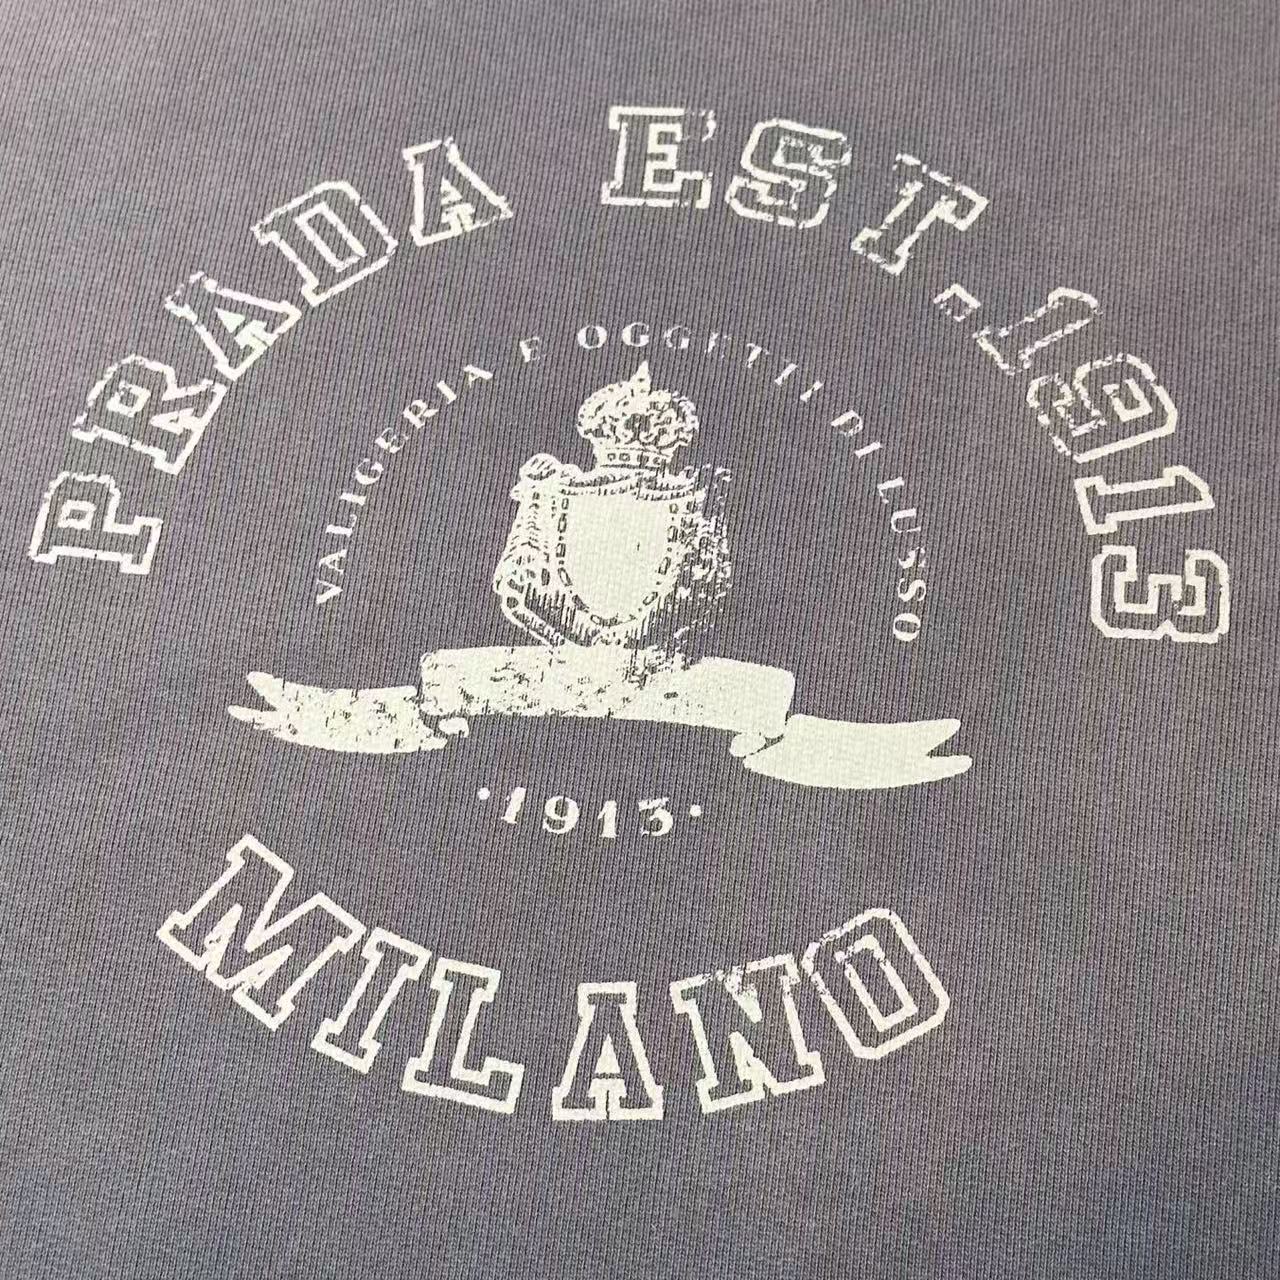 PRADA EST. 1913
VALIGERIA E OGGETTI DI LUSSO
·1913·
MILANO